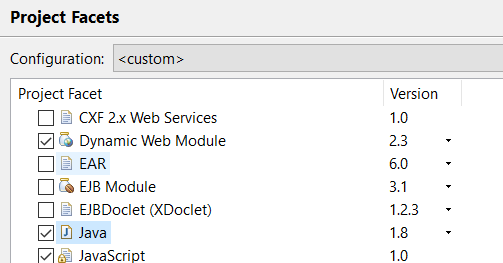 Project Facets
Configuration: <custom>
Project Facet Version
CXF 2.x Web Services 1.0
Dynamic Web Module 2.3
EAR 6.0
EJB Module 3.1
EJBDoclet (XDoclet) 1.2.3
Java 1.8
JavaScript 1.0